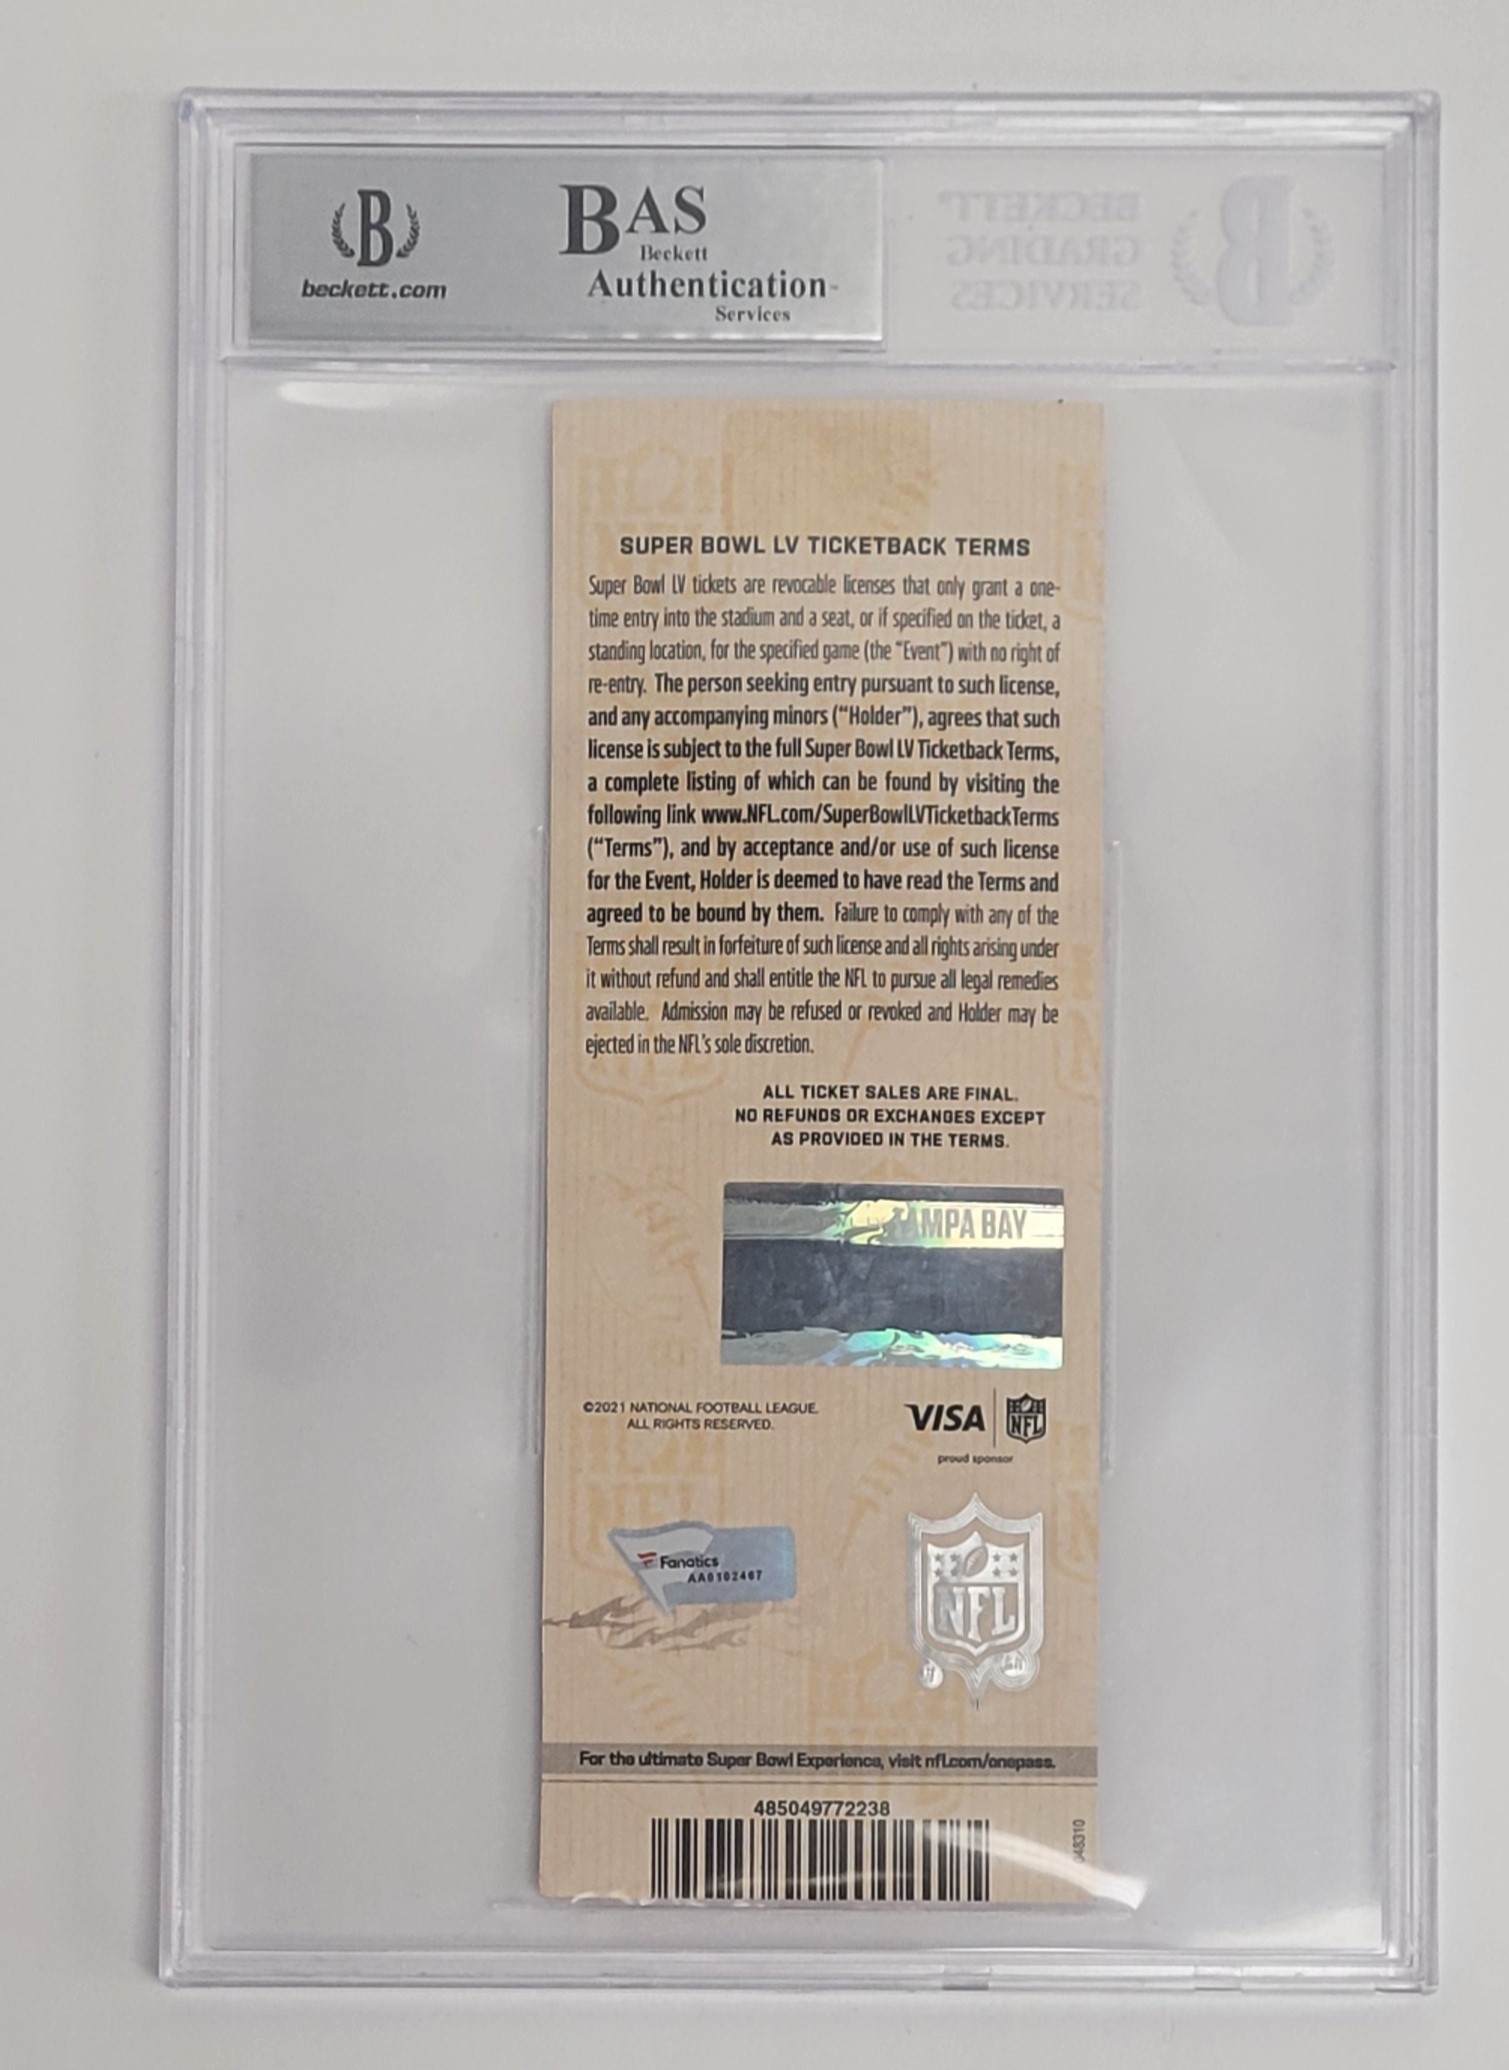 B
beckett.com
BAS
Beckett
Authentication
Services
BECKETT
GRADING
SERVICES
SUPER BOWL LV TICKETBACK TERMS
Super Bowl LV tickets are revocable licenses that only grant a one-
time entry into the stadium and a seat, or if specified on the ticket, a
standing location, for the specified game (the “Event”) with no right of
re-entry. The person seeking entry pursuant to such license,
and any accompanying minors (“Holder”), agrees that such
license is subject to the full Super Bowl LV Ticketback Terms,
a complete listing of which can be found by visiting the
following link www.NFL.com/SuperBowlLVTicketbackTerms
(“Terms”), and by acceptance and/or use of such license
for the Event, Holder is deemed to have read the Terms and
agreed to be bound by them. Failure to comply with any of the
Terms shall result in forfeiture of such license and all rights arising under
it without refund and shall entitle the NFL to pursue all legal remedies
available. Admission may be refused or revoked and Holder may be
ejected in the NFL's sole discretion.
ALL TICKET SALES ARE FINAL.
NO REFUNDS OR EXCHANGES EXCEPT
AS PROVIDED IN THE TERMS.
TAMPA BAY
©2021 NATIONAL FOOTBALL LEAGUE.
ALL RIGHTS RESERVED.
VISA
NFL
proud sponsor
Fanatics
AA0102467
NFL
For the ultimate Super Bowl Experience, visit nfl.com/onepass.
485049772238
048310